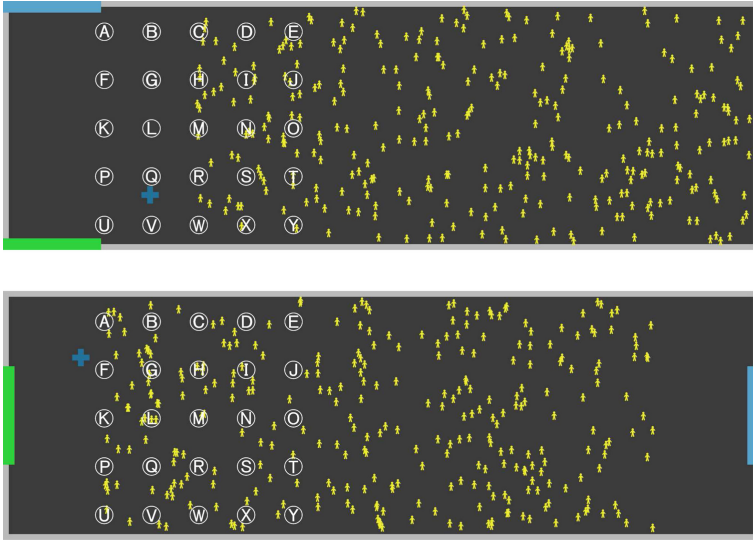 A B C D E
F G H I J
K L M N O
P Q R S T
U V W X Y
A B C D E
F G H I J
K L M N O
P Q R S T
U V W X Y